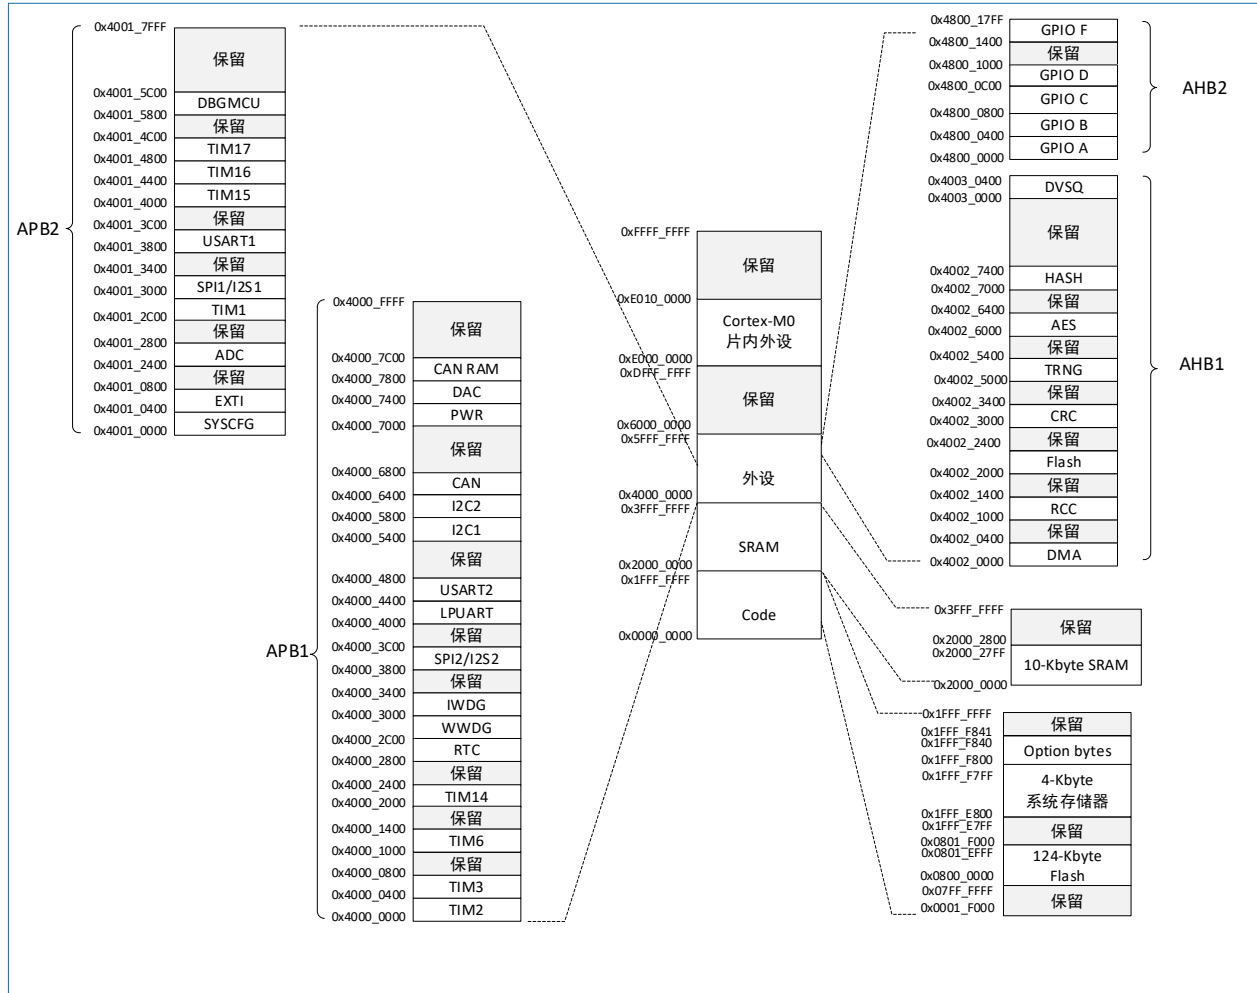 0x4001_7FFF
保留
0x4001_5C00
DBGMCU
0x4001_5800
保留
0x4001_4C00
TIM17
0x4001_4800
TIM16
0x4001_4400
TIM15
0x4001_4000
保留
0x4001_3C00
USART1
0x4001_3800
保留
0x4001_3400
SPI1/I2S1
0x4001_3000
TIM1
0x4001_2C00
保留
0x4001_2800
ADC
0x4001_2400
保留
0x4001_0800
EXTI
0x4001_0400
SYSCFG
0x4001_0000
APB2
0x4000_FFFF
保留
0x4000_7C00
CAN RAM
0x4000_7800
DAC
0x4000_7400
PWR
0x4000_7000
保留
0x4000_6800
CAN
0x4000_6400
I2C2
0x4000_5800
I2C1
0x4000_5400
保留
0x4000_4800
USART2
0x4000_4400
LPUART
0x4000_4000
保留
0x4000_3C00
SPI2/I2S2
0x4000_3800
保留
0x4000_3400
IWDG
0x4000_3000
WWDG
0x4000_2C00
RTC
0x4000_2800
保留
0x4000_2400
TIM14
0x4000_2000
保留
0x4000_1400
TIM6
0x4000_1000
保留
0x4000_0800
TIM3
0x4000_0400
TIM2
0x4000_0000
APB1
0xFFFF_FFFF
保留
0xE010_0000
Cortex-M0
片内外设
0xE000_0000
0xDFFF_FFFF
保留
0x6000_0000
0x5FFF_FFFF
外设
0x4000_0000
0x3FFF_FFFF
SRAM
0x2000_0000
0x1FFF_FFFF
Code
0x0000_0000
0x4800_17FF
GPIO F
0x4800_1400
保留
0x4800_1000
GPIO D
0x4800_0C00
GPIO C
0x4800_0800
GPIO B
0x4800_0400
GPIO A
0x4800_0000
AHB2
0x4003_0400
DVSQ
0x4003_0000
保留
0x4002_7400
HASH
0x4002_7000
保留
0x4002_6400
AES
0x4002_6000
保留
0x4002_5400
TRNG
0x4002_5000
保留
0x4002_3400
CRC
0x4002_3000
保留
0x4002_2400
Flash
0x4002_2000
保留
0x4002_1400
RCC
0x4002_1000
保留
0x4002_0400
DMA
0x4002_0000
AHB1
0x3FFF_FFFF
保留
0x2000_2800
0x2000_27FF
10-Kbyte SRAM
0x2000_0000
0x1FFF_FFFF
保留
0x1FFF_F841
0x1FFF_F840
Option bytes
0x1FFF_F800
0x1FFF_F7FF
4-Kbyte
系统存储器
0x1FFF_E800
0x1FFF_E7FF
保留
0x0801_F000
0x0801_EFFF
124-Kbyte
Flash
0x0800_0000
0x07FF_FFFF
保留
0x0001_F000